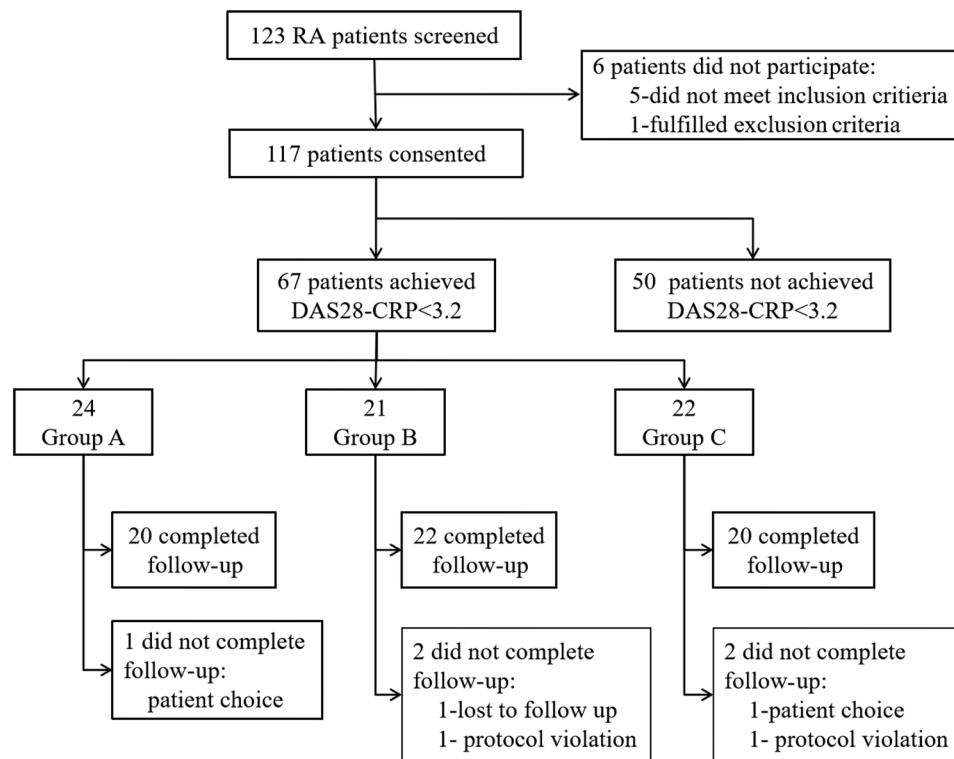 123 RA patients screened
6 patients did not participate:
5-did not meet inclusion critieria
1-fulfilled exclusion criteria
117 patients consented
67 patients achieved
DAS28-CRP<3.2
50 patients not achieved
DAS28-CRP<3.2
24
Group A
21
Group B
22
Group C
20 completed
follow-up
22 completed
follow-up
20 completed
follow-up
1 did not complete
follow-up:
patient choice
2 did not complete
follow-up:
1-lost to follow up
1- protocol violation
2 did not complete
follow-up:
1-patient choice
1- protocol violation